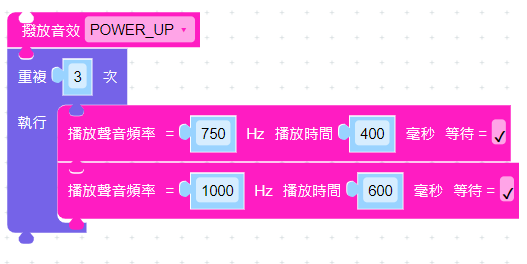 撥放音效 POWER_UP
重複 3 次
執行
播放聲音頻率 = 750 Hz 播放時間 400 毫秒 等待 = ✓
播放聲音頻率 = 1000 Hz 播放時間 600 毫秒 等待 = ✓